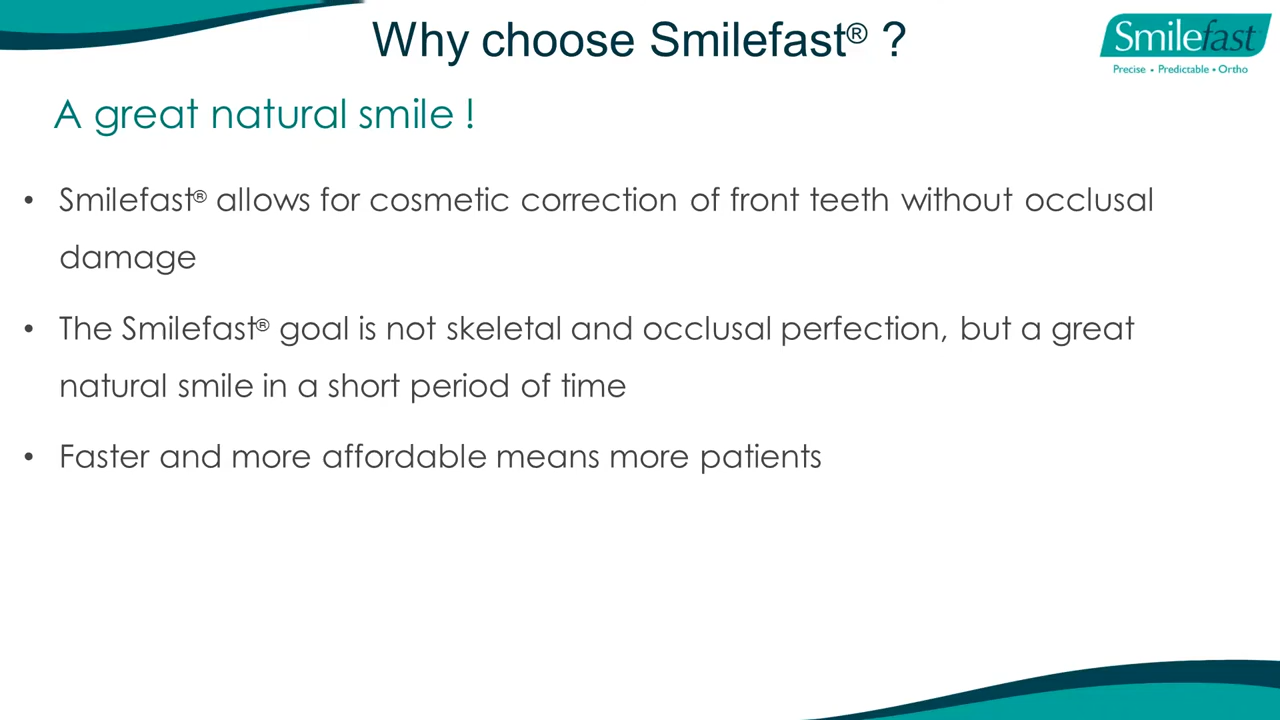 Why choose Smilefast® ?
Smilefast
Precise • Predictable • Ortho
A great natural smile !
• Smilefast® allows for cosmetic correction of front teeth without occlusal
damage
• The Smilefast® goal is not skeletal and occlusal perfection, but a great
natural smile in a short period of time
• Faster and more affordable means more patients